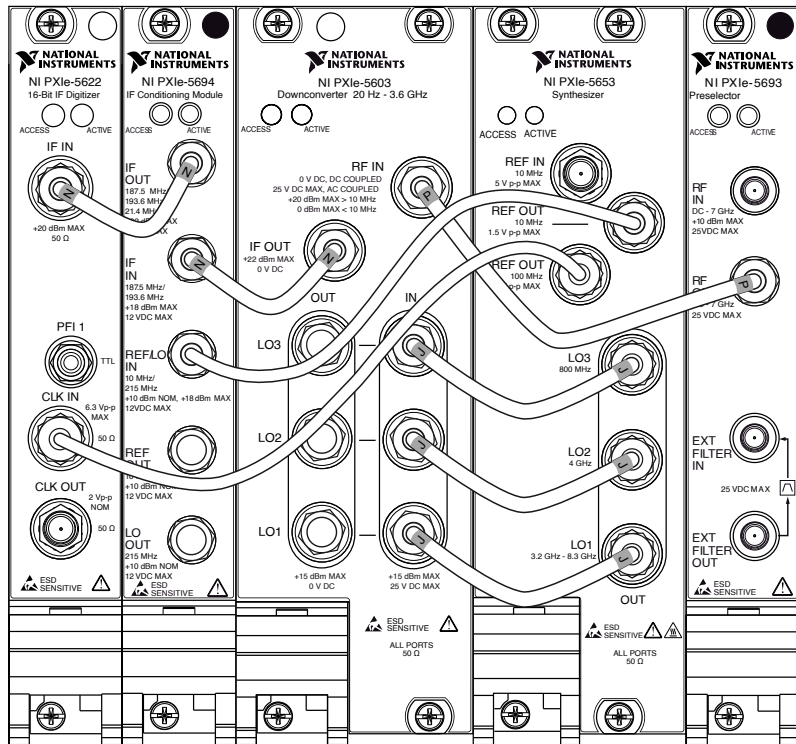 NATIONAL
INSTRUMENTS
NI PXIe-5622
16-Bit IF Digitizer
ACCESS ACTIVE
IF IN
N
+20 dBm MAX
50 Ω
PFI 1
TTL
CLK IN
6.3 Vp-p
MAX
50 Ω
CLK OUT
2 Vp-p
NOM
50 Ω
ESD
SENSITIVE
NATIONAL
INSTRUMENTS
NI PXIe-5694
IF Conditioning Module
ACCESS ACTIVE
IF
OUT
N
187.5 MHz
193.6 MHz
21.4 MHz
MAX
MAX
IF
IN
N
187.5 MHz/
193.6 MHz
+18 dBm MAX
12 VDC MAX
REF/LO
IN
10 MHz/
215 MHz
+10 dBm NOM, +18 dBm MAX
12VDC MAX
REF
OUT
+10 dBm NOM
12 VDC MAX
LO
OUT
215 MHz
+10 dBm NOM
12 VDC MAX
ESD
SENSITIVE
NATIONAL
INSTRUMENTS
NI PXIe-5603
Downconverter 20 Hz - 3.6 GHz
ACCESS ACTIVE
RF IN
0 V DC, DC COUPLED
25 V DC MAX, AC COUPLED
+20 dBm MAX > 10 MHz
0 dBm MAX < 10 MHz
P
IF OUT
+22 dBm MAX
0 V DC
N
OUT IN
LO3
J
LO2
J
LO1
J
+15 dBm MAX
0 V DC
+15 dBm MAX
25 V DC MAX
ESD
SENSITIVE
ALL PORTS
50 Ω
NATIONAL
INSTRUMENTS
NI PXIe-5653
Synthesizer
ACCESS ACTIVE
REF IN
10 MHz
5 V p-p MAX
REF OUT
10 MHz
1.5 V p-p MAX
REF OUT
100 MHz
p-p MAX
LO3
800 MHz
J
LO2
4 GHz
J
LO1
3.2 GHz - 8.3 GHz
J
OUT
ESD
SENSITIVE
ALL PORTS
50 Ω
NATIONAL
INSTRUMENTS
NI PXIe-5693
Preselector
ACCESS ACTIVE
RF
IN
DC - 7 GHz
+10 dBm MAX
25VDC MAX
RF
P
- 7 GHz
25 VDC MAX
EXT
FILTER
IN
25 VDC MAX
EXT
FILTER
OUT